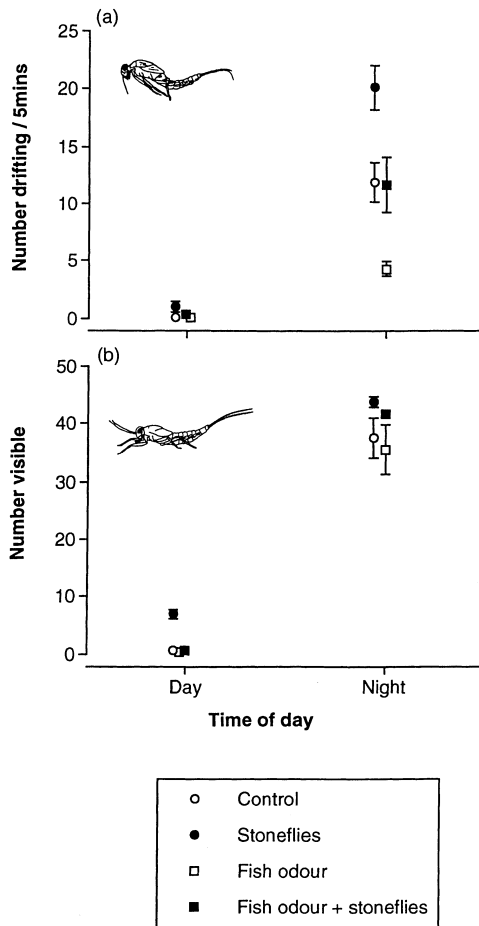 (a)
25
20
15
10
5
0
Number drifting / 5mins
(b)
50
40
30
20
10
0
Number visible
Day Night
Time of day
Control
Stoneflies
Fish odour
Fish odour + stoneflies